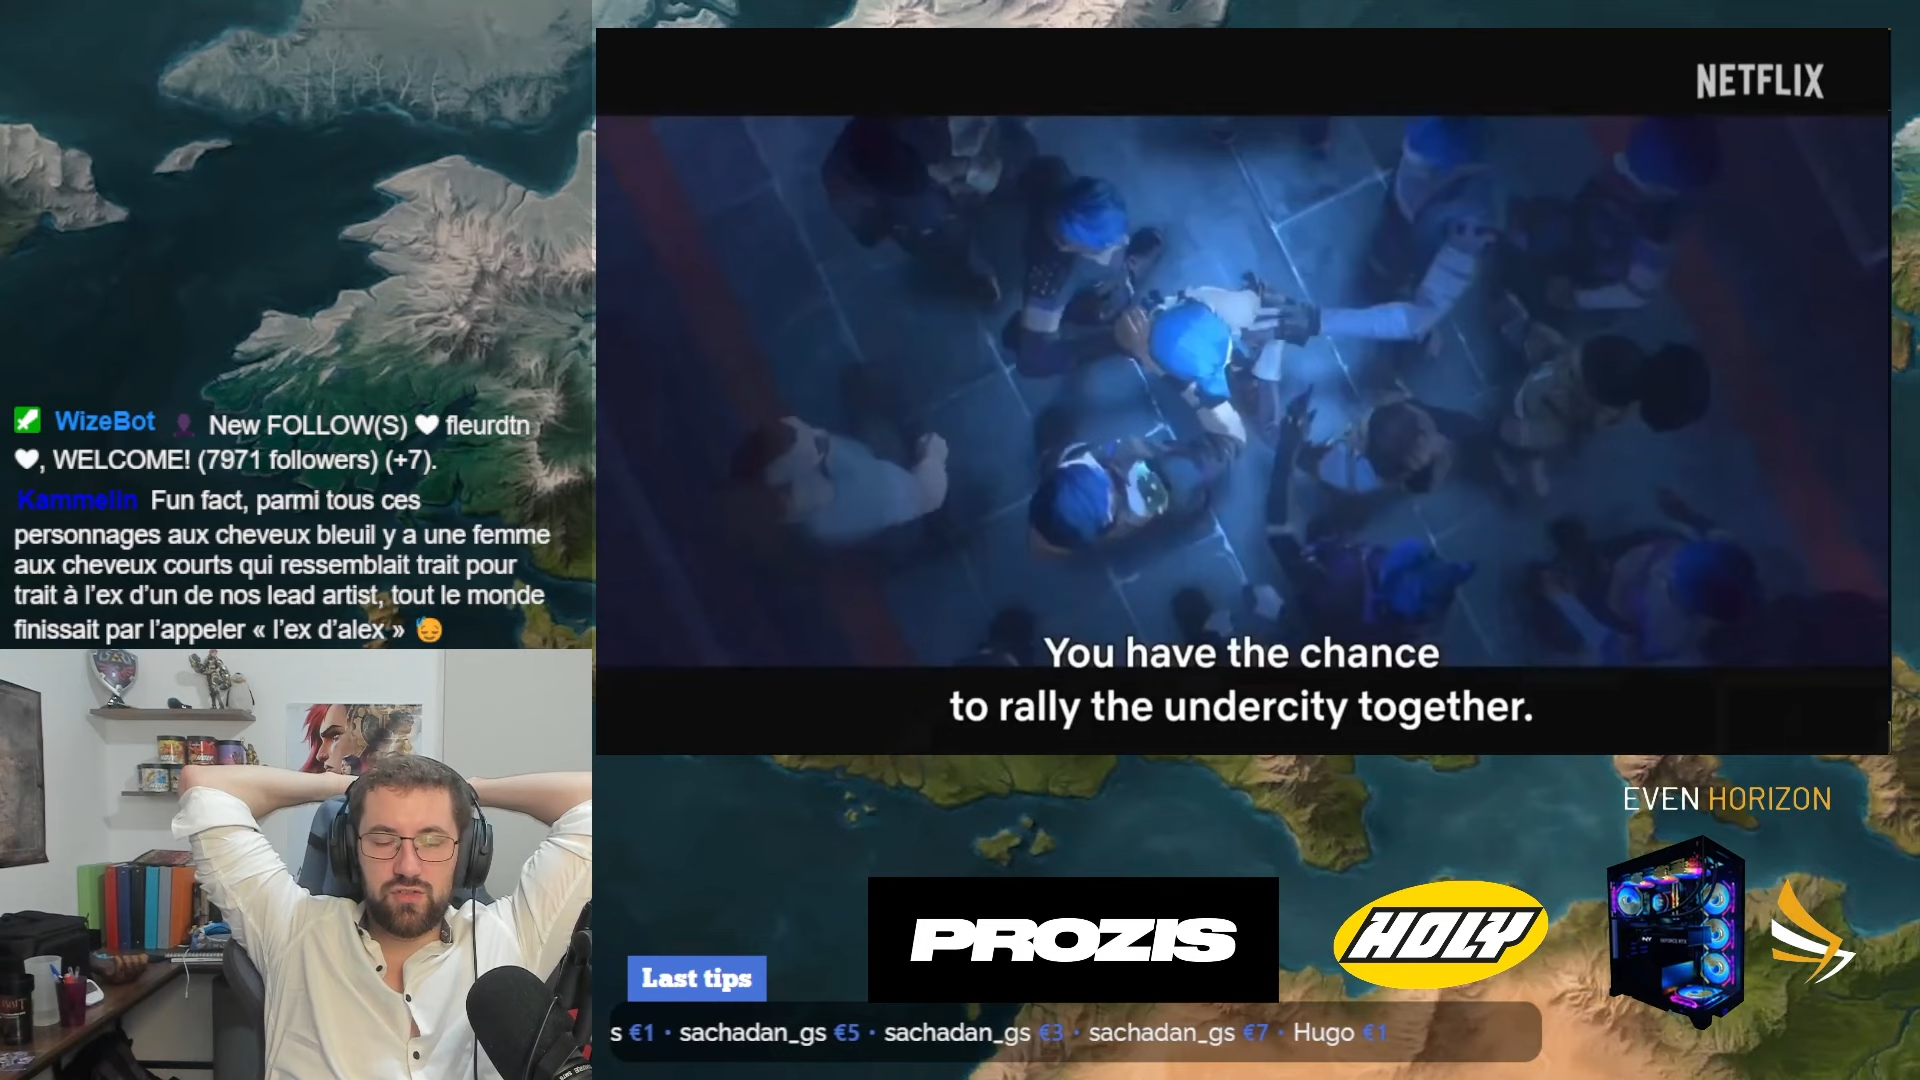 WizeBot New FOLLOW(S) fleurdtn
, WELCOME! (7971 followers) (+7).
Kammelin Fun fact, parmi tous ces
personnages aux cheveux bleuil y a une femme
aux cheveux courts qui ressemblait trait pour
trait à l’ex d’un de nos lead artist, tout le monde
finissait par l’appeler « l’ex d’alex »
NETFLIX
You have the chance
to rally the undercity together.
EVEN HORIZON
PROZIS
HOLY
Last tips
s €1 · sachadan_gs €5 · sachadan_gs €3 · sachadan_gs €7 · Hugo €1